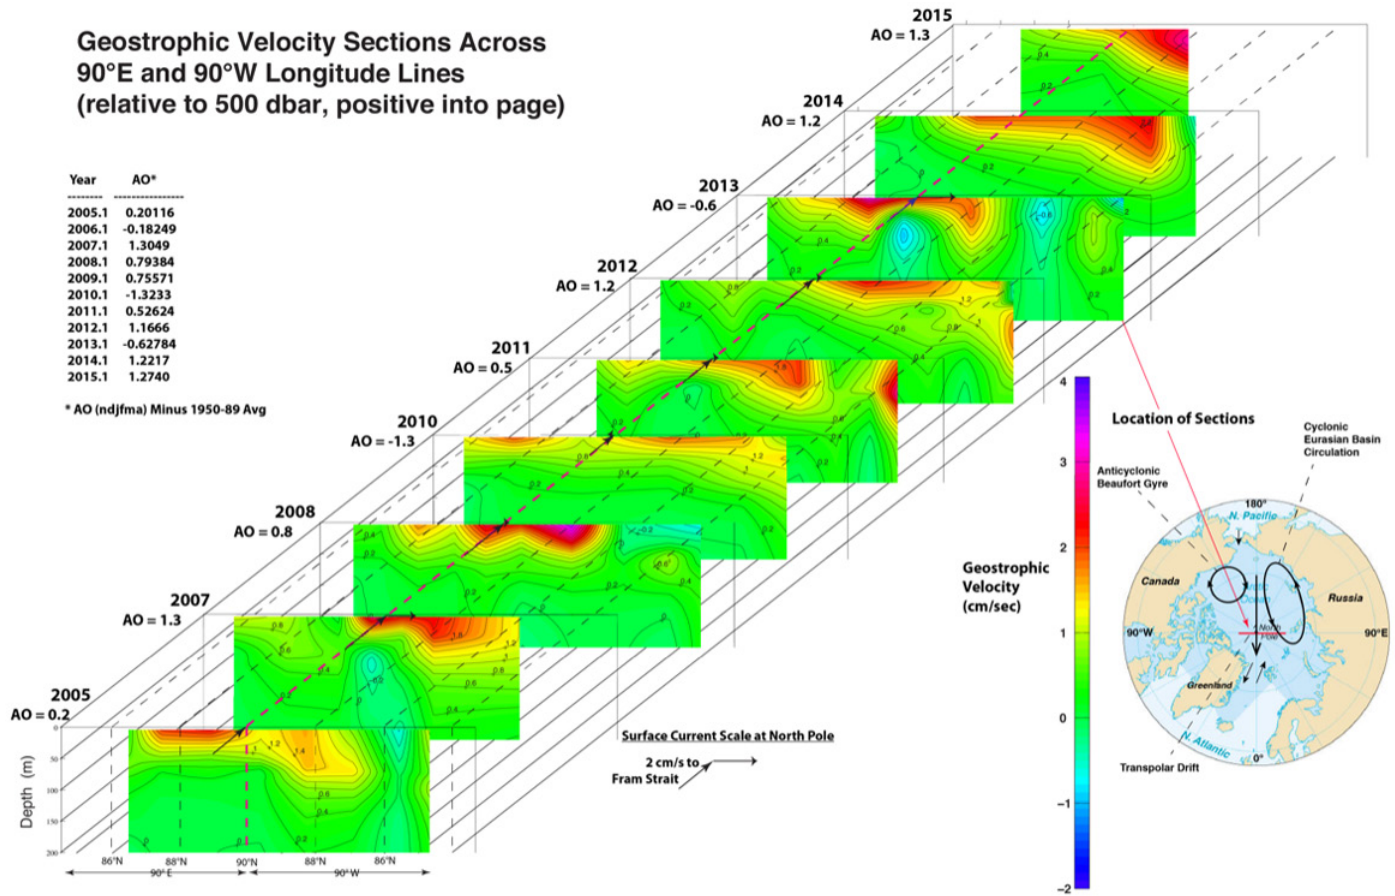 Geostrophic Velocity Sections Across
90°E and 90°W Longitude Lines
(relative to 500 dbar, positive into page)
Year AO*
-------- ----------------
2005.1 0.20116
2006.1 -0.18249
2007.1 1.3049
2008.1 0.79384
2009.1 0.75571
2010.1 -1.3233
2011.1 0.52624
2012.1 1.1666
2013.1 -0.62784
2014.1 1.2217
2015.1 1.2740
* AO (ndjfma) Minus 1950-89 Avg
2015
AO = 1.3
2014
AO = 1.2
2013
AO = -0.6
2012
AO = 1.2
2011
AO = 0.5
2010
AO = -1.3
2008
AO = 0.8
2007
AO = 1.3
2005
AO = 0.2
Depth (m)
0
50
100
150
200
86°N
88°N
90°N
88°N
86°N
90° E
90° W
Surface Current Scale at North Pole
2 cm/s to
Fram Strait
Geostrophic
Velocity
(cm/sec)
4
3
2
1
0
-1
-2
Location of Sections
Cyclonic
Eurasian Basin
Circulation
Anticyclonic
Beaufort Gyre
180°
N. Pacific
Canada
Russia
90°W
90°E
North
Pole
Greenland
N. Atlantic
0°
Transpolar Drift